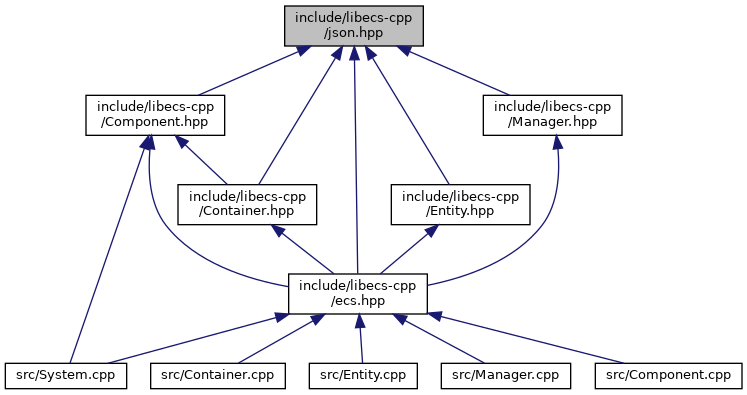 include/libecs-cpp
/json.hpp
include/libecs-cpp
/Component.hpp
include/libecs-cpp
/Manager.hpp
include/libecs-cpp
/Container.hpp
include/libecs-cpp
/Entity.hpp
include/libecs-cpp
/ecs.hpp
src/System.cpp
src/Container.cpp
src/Entity.cpp
src/Manager.cpp
src/Component.cpp